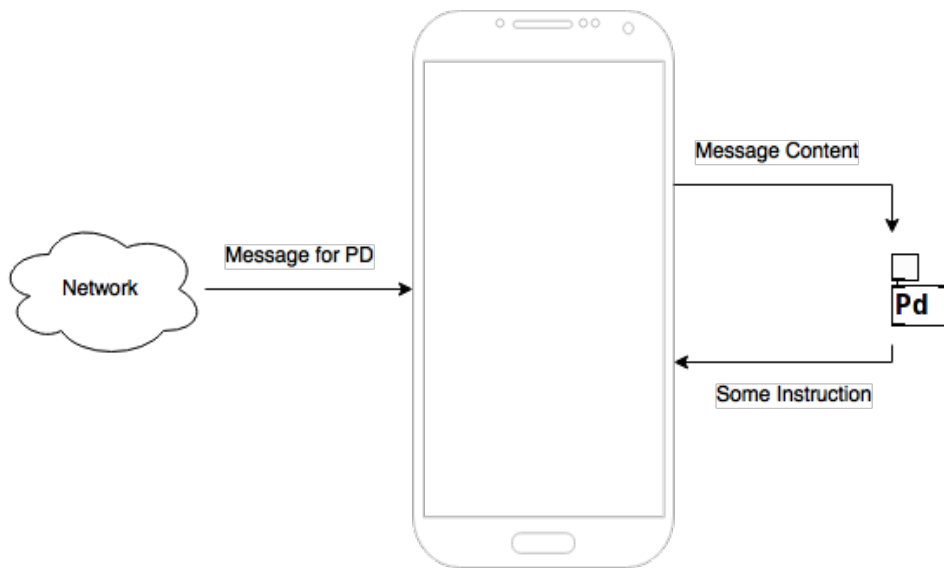 Message Content
Message for PD
Network
Pd
Some Instruction